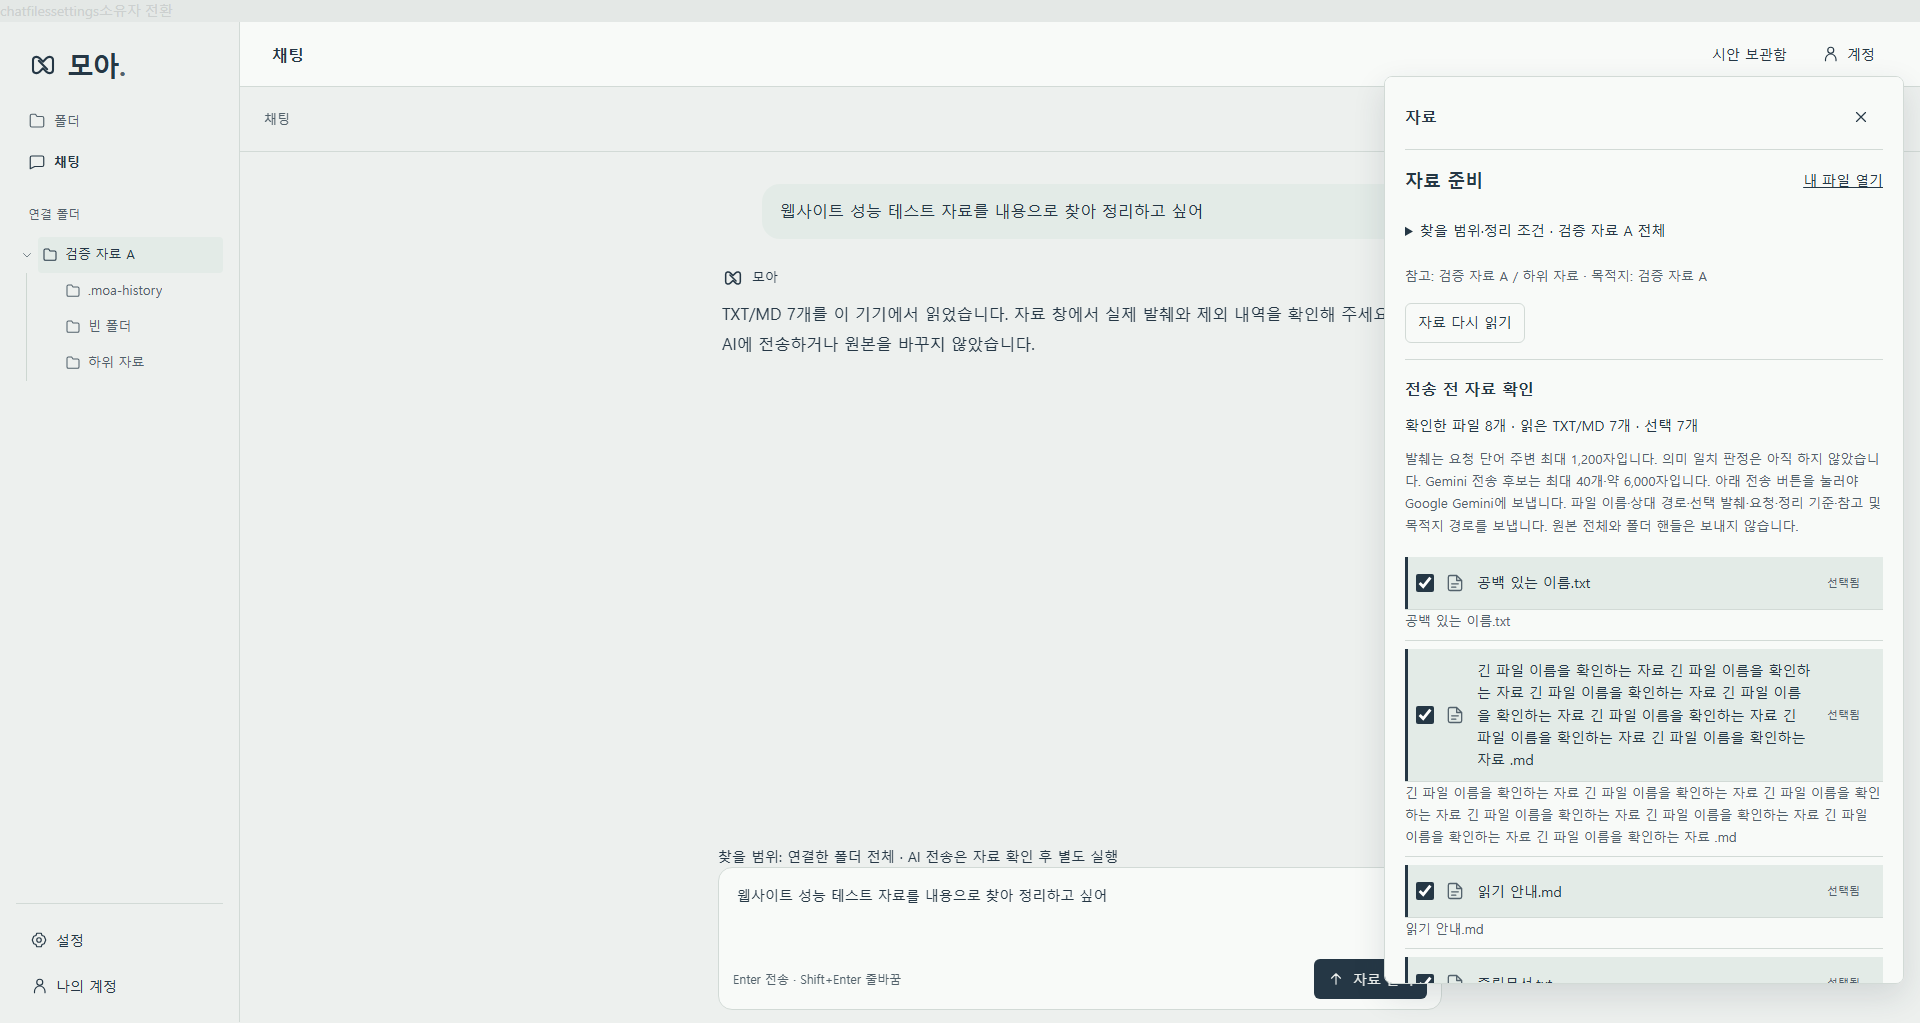 chatfilessettings소유자 전환
모아.
폴더
채팅
연결 폴더
검증 자료 A
.moa-history
빈 폴더
하위 자료
설정
나의 계정
채팅
시안 보관함
계정
채팅
웹사이트 성능 테스트 자료를 내용으로 찾아 정리하고 싶어
모아
TXT/MD 7개를 이 기기에서 읽었습니다. 자료 창에서 실제 발췌와 제외 내역을 확인해 주세요
AI에 전송하거나 원본을 바꾸지 않았습니다.
찾을 범위: 연결한 폴더 전체 · AI 전송은 자료 확인 후 별도 실행
웹사이트 성능 테스트 자료를 내용으로 찾아 정리하고 싶어
Enter 전송 · Shift+Enter 줄바꿈
자료
자료
자료 준비
내 파일 열기
찾을 범위·정리 조건 · 검증 자료 A 전체
참고: 검증 자료 A / 하위 자료 · 목적지: 검증 자료 A
자료 다시 읽기
전송 전 자료 확인
확인한 파일 8개 · 읽은 TXT/MD 7개 · 선택 7개
발췌는 요청 단어 주변 최대 1,200자입니다. 의미 일치 판정은 아직 하지 않았습니
다. Gemini 전송 후보는 최대 40개·약 6,000자입니다. 아래 전송 버튼을 눌러야
Google Gemini에 보냅니다. 파일 이름·상대 경로·선택 발췌·요청·정리 기준·참고 및
목적지 경로를 보냅니다. 원본 전체와 폴더 핸들은 보내지 않습니다.
공백 있는 이름.txt
선택됨
공백 있는 이름.txt
긴 파일 이름을 확인하는 자료 긴 파일 이름을 확인하
는 자료 긴 파일 이름을 확인하는 자료 긴 파일 이름
을 확인하는 자료 긴 파일 이름을 확인하는 자료 긴
파일 이름을 확인하는 자료 긴 파일 이름을 확인하는
자료 .md
선택됨
긴 파일 이름을 확인하는 자료 긴 파일 이름을 확인하는 자료 긴 파일 이름을 확인
하는 자료 긴 파일 이름을 확인하는 자료 긴 파일 이름을 확인하는 자료 긴 파일
이름을 확인하는 자료 긴 파일 이름을 확인하는 자료 .md
읽기 안내.md
선택됨
읽기 안내.md
선택됨